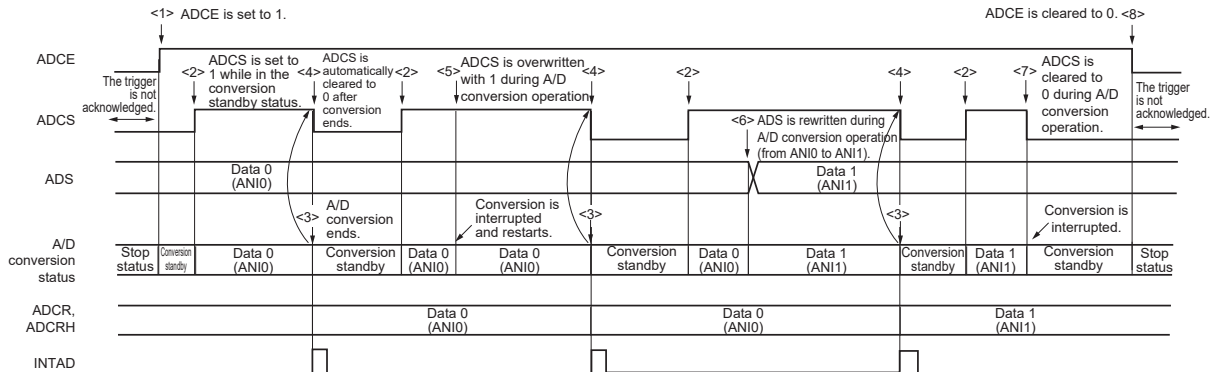 <1> ADCE is set to 1.
ADCE is cleared to 0. <8>
ADCE
The trigger
is not
acknowledged.
<2>
ADCS is set to
1 while in the
conversion
standby status.
<4>
ADCS is
automatically
cleared to
0 after
conversion
ends.
<2>
<5>
ADCS is overwritten
with 1 during A/D
conversion operation.
<4>
<2>
<4>
<2>
<7>
ADCS is
cleared to
0 during A/D
conversion
operation.
The trigger
is not
acknowledged.
ADCS
<6> ADS is rewritten during
A/D conversion operation
(from ANI0 to ANI1).
ADS
Data 0
(ANI0)
Data 1
(ANI1)
<3>
A/D
conversion
ends.
Conversion is
interrupted
and restarts.
<3>
<3>
Conversion is
interrupted.
A/D
conversion
status
Stop
status
Conversion
standby
Data 0
(ANI0)
Conversion
standby
Data 0
(ANI0)
Data 0
(ANI0)
Conversion
standby
Data 0
(ANI0)
Data 1
(ANI1)
Conversion
standby
Data 1
(ANI1)
Conversion
standby
Stop
status
ADCR,
ADCRH
Data 0
(ANI0)
Data 0
(ANI0)
Data 1
(ANI1)
INTAD